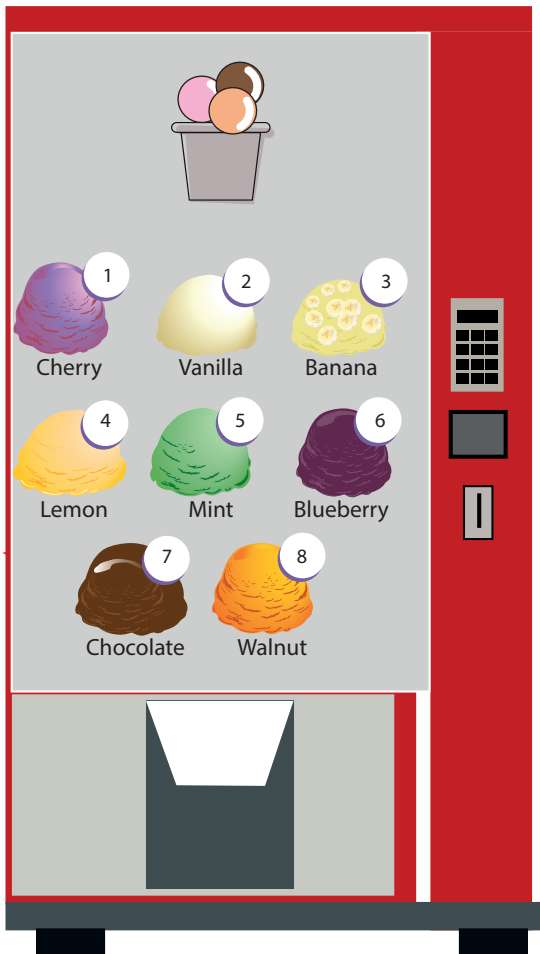 1
2
3
Cherry
Vanilla
Banana
4
5
6
Lemon
Mint
Blueberry
7
8
Chocolate
Walnut